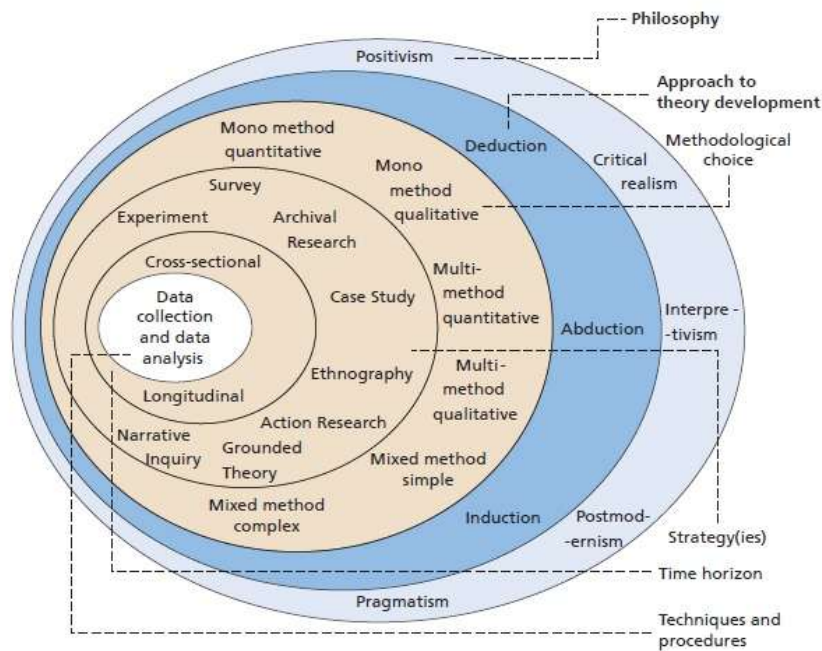 Philosophy
Positivism
Approach to
theory development
Mono method
quantitative
Deduction
Methodological
choice
Critical
realism
Mono
method
qualitative
Survey
Experiment
Archival
Research
Cross-sectional
Multi-
method
quantitative
Case Study
Data
collection
and data
analysis
Abduction
Interpre -
-tivism
Ethnography
Multi-
method
qualitative
Longitudinal
Action Research
Narrative
Inquiry
Grounded
Theory
Mixed method
simple
Mixed method
complex
Induction
Postmod-
-ernism
Strategy(ies)
Time horizon
Pragmatism
Techniques and
procedures